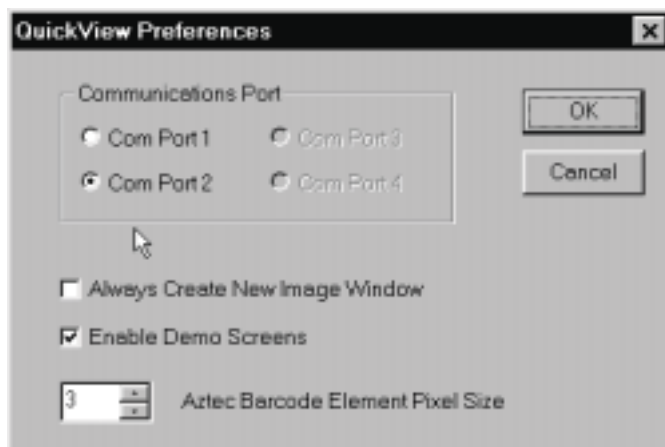 QuickView Preferences
Communications Port
OK
Com Port 1 Com Port 3
Com Port 2 Com Port 4
Cancel
Always Create New Image Window
Enable Demo Screens
3 Aztec Barcode Element Pixel Size